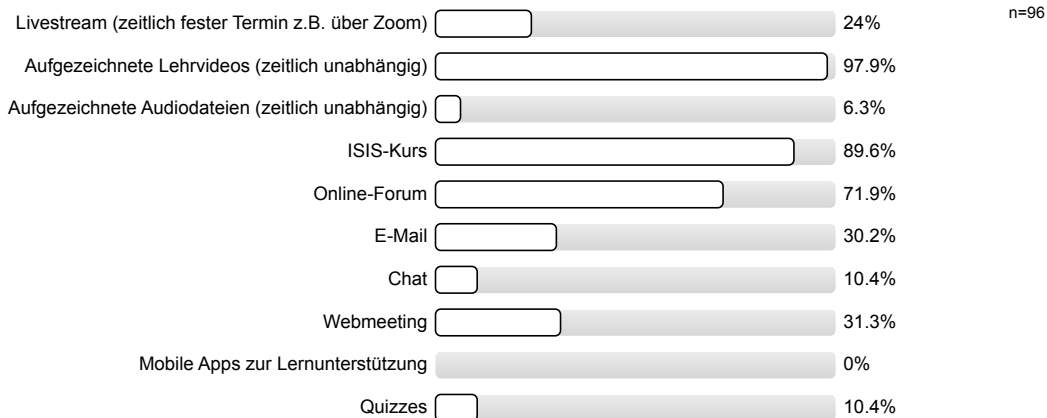 Livestream (zeitlich fester Termin z.B. über Zoom) 24% n=96
Aufgezeichnete Lehrvideos (zeitlich unabhängig) 97.9%
Aufgezeichnete Audiodateien (zeitlich unabhängig) 6.3%
ISIS-Kurs 89.6%
Online-Forum 71.9%
E-Mail 30.2%
Chat 10.4%
Webmeeting 31.3%
Mobile Apps zur Lernunterstützung 0%
Quizzes 10.4%